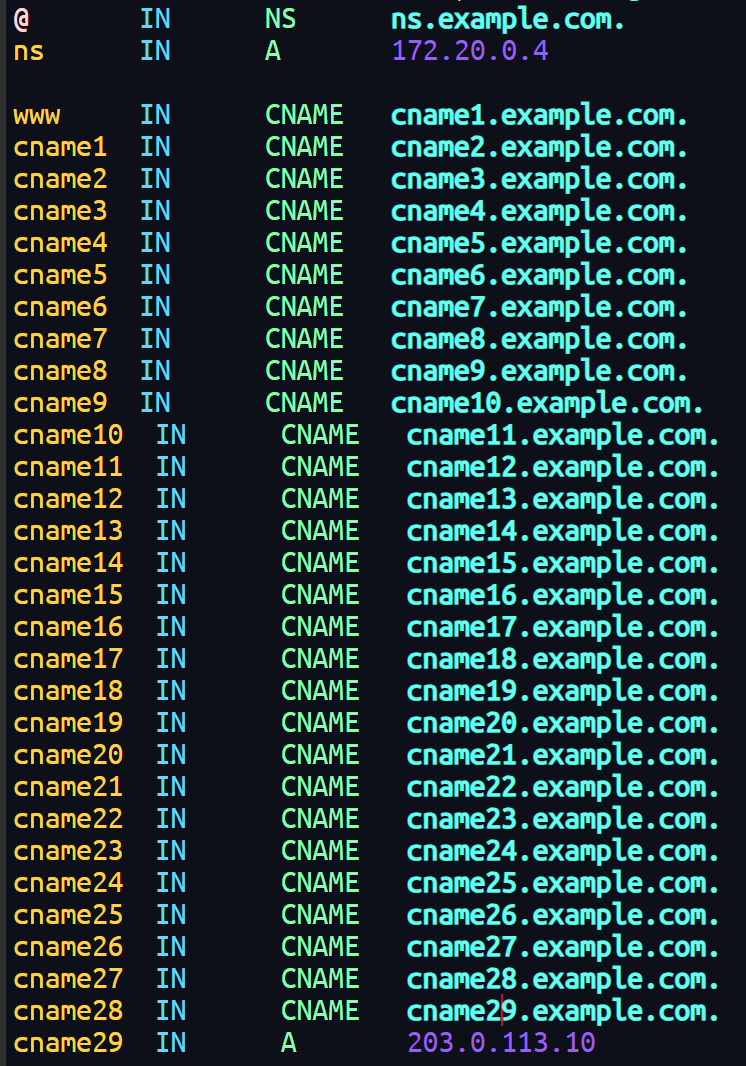 @ IN NS ns.example.com.
ns IN A 172.20.0.4
www IN CNAME cname1.example.com.
cname1 IN CNAME cname2.example.com.
cname2 IN CNAME cname3.example.com.
cname3 IN CNAME cname4.example.com.
cname4 IN CNAME cname5.example.com.
cname5 IN CNAME cname6.example.com.
cname6 IN CNAME cname7.example.com.
cname7 IN CNAME cname8.example.com.
cname8 IN CNAME cname9.example.com.
cname9 IN CNAME cname10.example.com.
cname10 IN CNAME cname11.example.com.
cname11 IN CNAME cname12.example.com.
cname12 IN CNAME cname13.example.com.
cname13 IN CNAME cname14.example.com.
cname14 IN CNAME cname15.example.com.
cname15 IN CNAME cname16.example.com.
cname16 IN CNAME cname17.example.com.
cname17 IN CNAME cname18.example.com.
cname18 IN CNAME cname19.example.com.
cname19 IN CNAME cname20.example.com.
cname20 IN CNAME cname21.example.com.
cname21 IN CNAME cname22.example.com.
cname22 IN CNAME cname23.example.com.
cname23 IN CNAME cname24.example.com.
cname24 IN CNAME cname25.example.com.
cname25 IN CNAME cname26.example.com.
cname26 IN CNAME cname27.example.com.
cname27 IN CNAME cname28.example.com.
cname28 IN CNAME cname29.example.com.
cname29 IN A 203.0.113.10